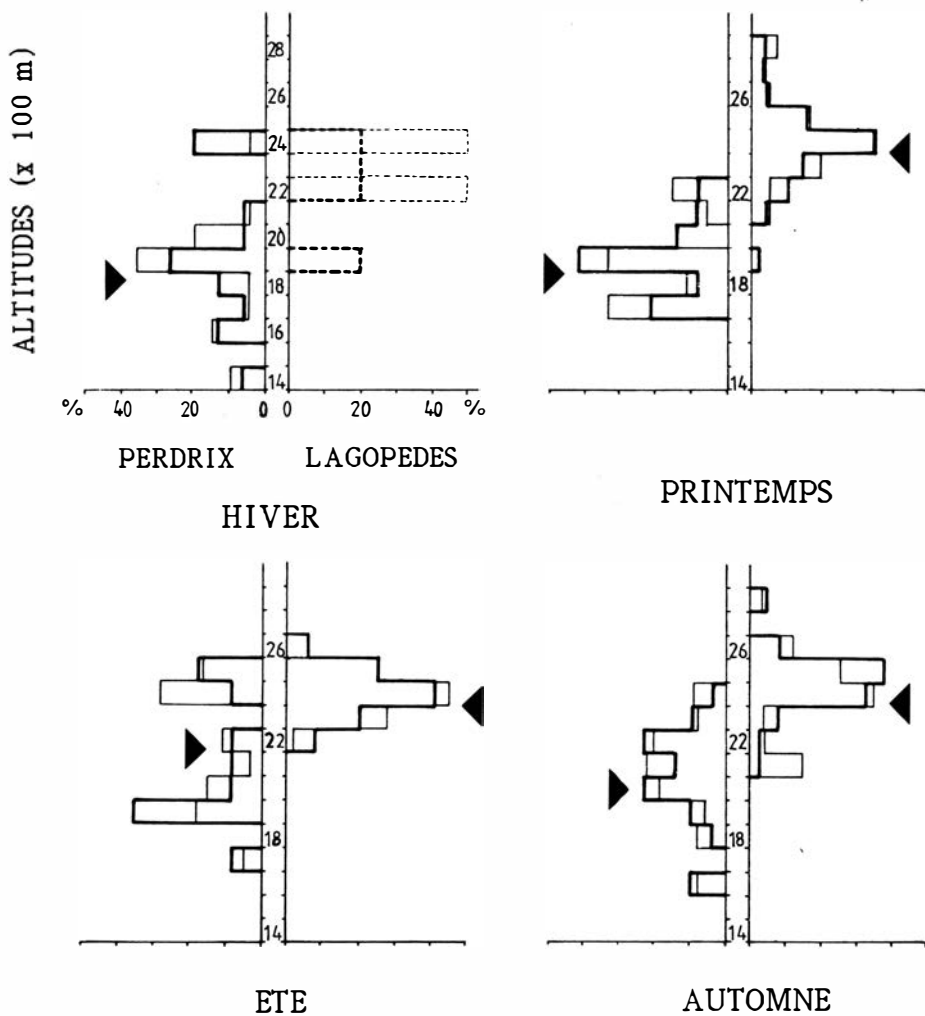 ALTITUDES (x 100 m)
28
26
24
22
20
18
16
14
% 40 20 0 0 20 40 %
PERDRIX LAGOPEDES
HIVER
26
22
18
14
PRINTEMPS
26
22
18
14
ETE
26
22
18
14
AUTOMNE